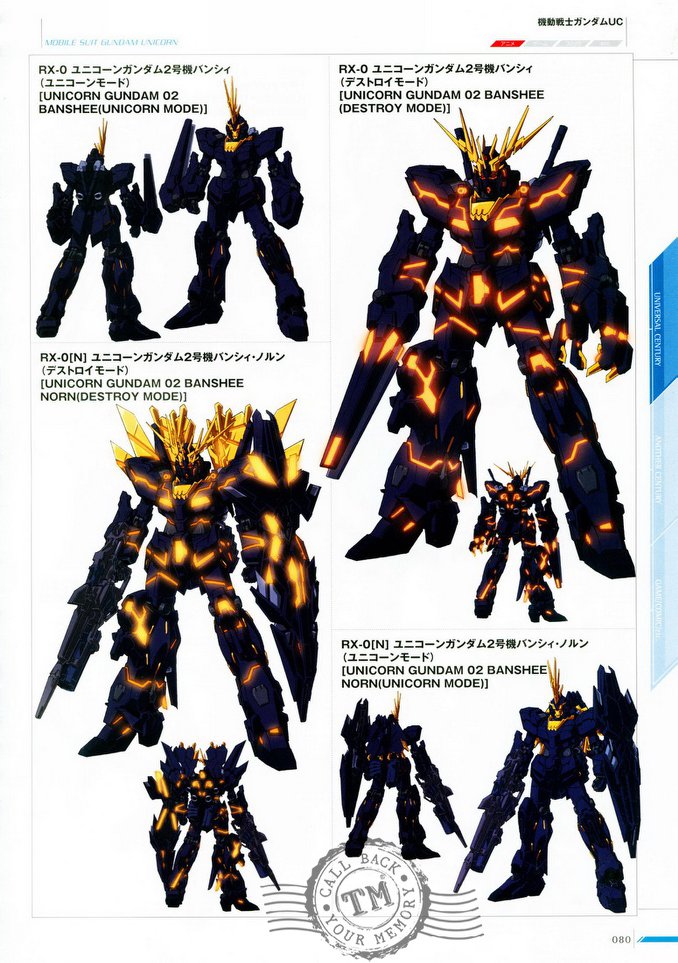 MOBILE SUIT GUNDAM UNICORN
機動戦士ガンダムUC
アニメ
RX-0 ユニコーンガンダム2号機バンシィ
(ユニコーンモード)
[UNICORN GUNDAM 02
BANSHEE(UNICORN MODE)]
RX-0 ユニコーンガンダム2号機バンシィ
(デストロイモード)
[UNICORN GUNDAM 02 BANSHEE
(DESTROY MODE)]
RX-0[N] ユニコーンガンダム2号機バンシィ・ノルン
(デストロイモード)
[UNICORN GUNDAM 02 BANSHEE
NORN(DESTROY MODE)]
RX-0[N] ユニコーンガンダム2号機バンシィ・ノルン
(ユニコーンモード)
[UNICORN GUNDAM 02 BANSHEE
NORN(UNICORN MODE)]
UNIVERSAL CENTURY
ANOTHER CENTURY
GAME/COMIC/etc.
CALL BACK
TM
YOUR MEMORY
080